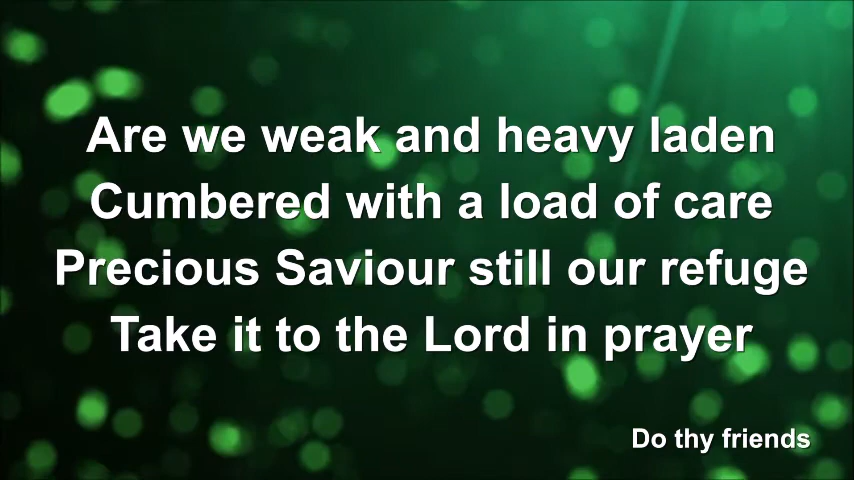 Are we weak and heavy laden
Cumbered with a load of care
Precious Saviour still our refuge
Take it to the Lord in prayer
Do thy friends